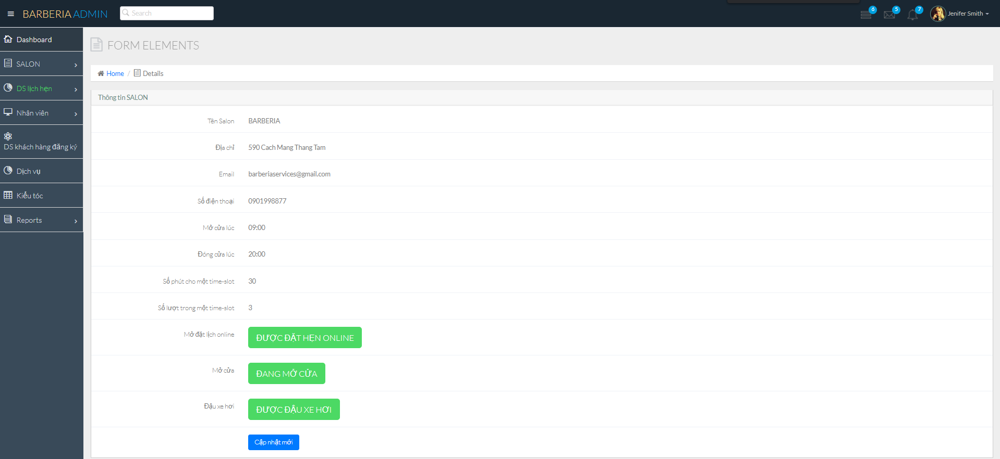 BARBERIA ADMIN
Search
6
5
7
Jenifer Smith
Dashboard
SALON
DS lịch hẹn
Nhân viên
DS khách hàng đăng ký
Dịch vụ
Kiểu tóc
Reports
FORM ELEMENTS
Home / Details
Thông tin SALON
Tên Salon BARBERIA
Địa chỉ 590 Cach Mang Thang Tam
Email barberiaservices@gmail.com
Số điện thoại 0901998877
Mở cửa lúc 09:00
Đóng cửa lúc 20:00
Số phút cho một time-slot 30
Số lượt trong một time-slot 3
Mở đặt lịch online ĐƯỢC ĐẶT HẸN ONLINE
Mở cửa ĐANG MỞ CỬA
Đậu xe hơi ĐƯỢC ĐẬU XE HƠI
Cập nhật mới